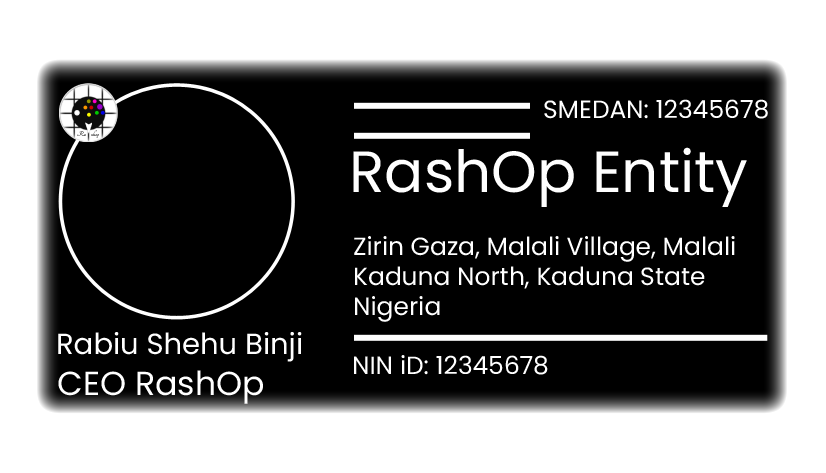 SMEDAN: 12345678
RashOp Entity
Zirin Gaza, Malali Village, Malali
Kaduna North, Kaduna State
Nigeria
NIN iD: 12345678
Rabiu Shehu Binji
CEO RashOp